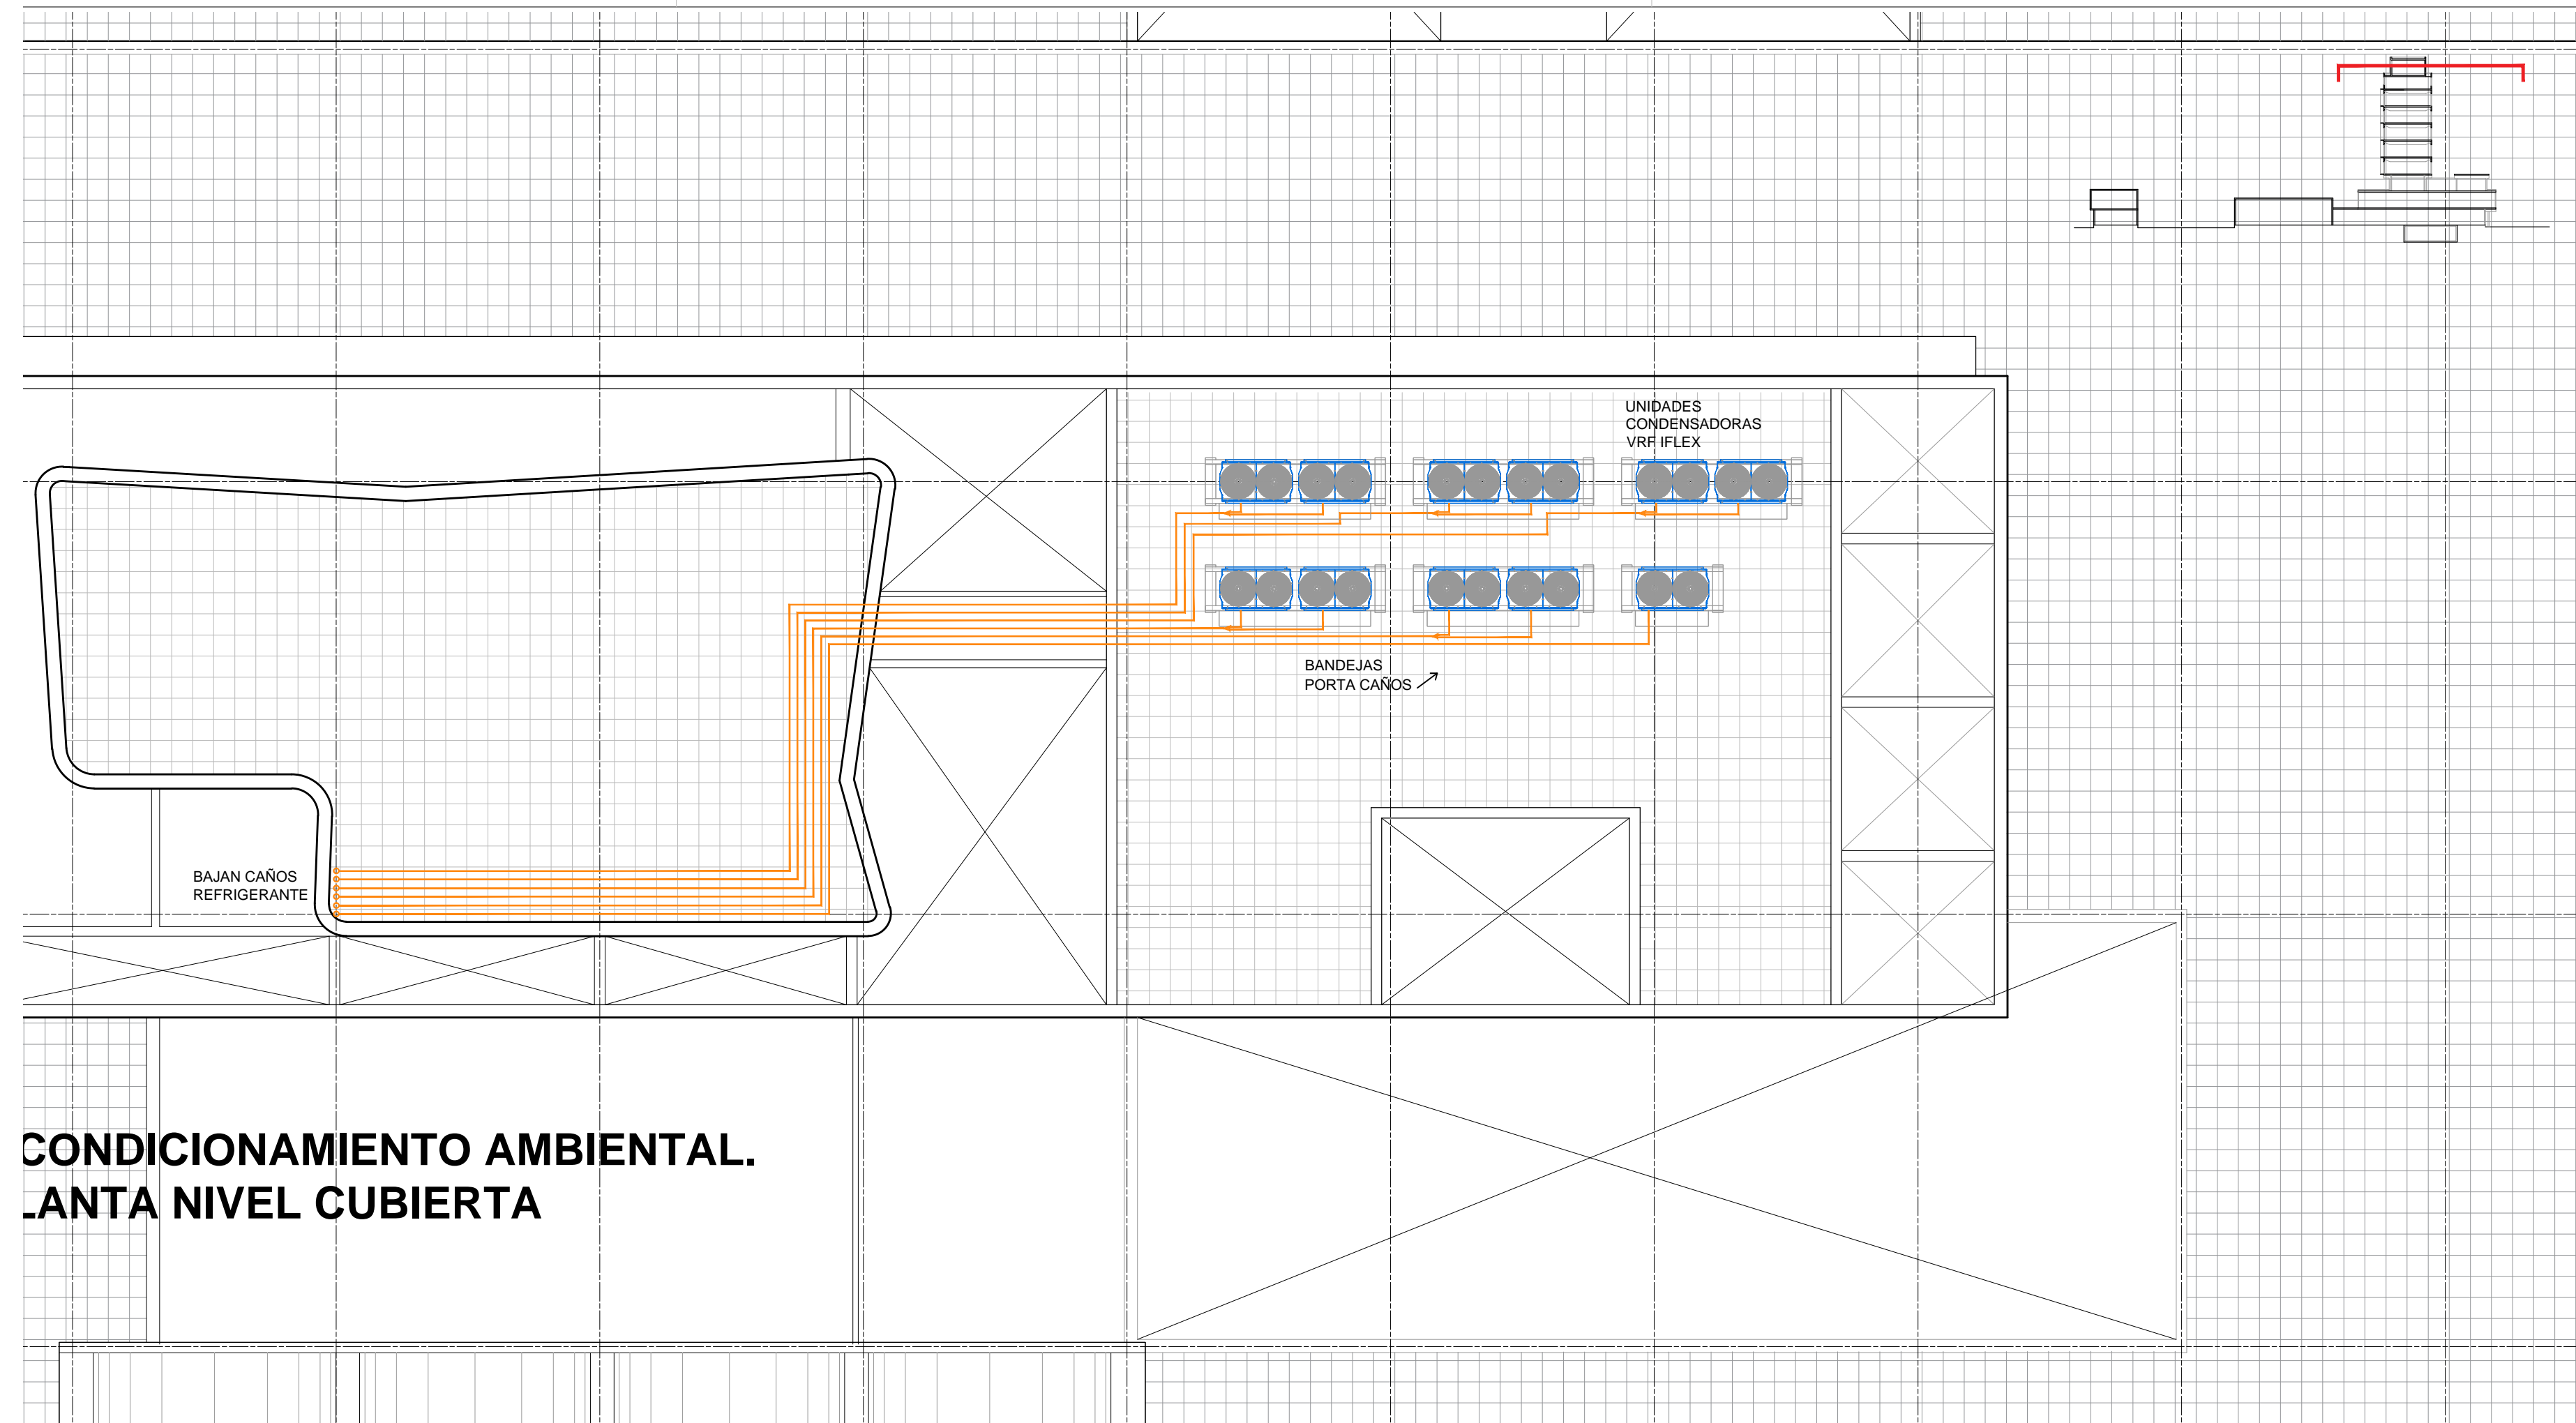 UNIDADES
CONDENSADORAS
VRF IFLEX
BANDEJAS
PORTA CAÑOS
BAJAN CAÑOS
REFRIGERANTE
CONDICIONAMIENTO AMBIENTAL.
LANTA NIVEL CUBIERTA